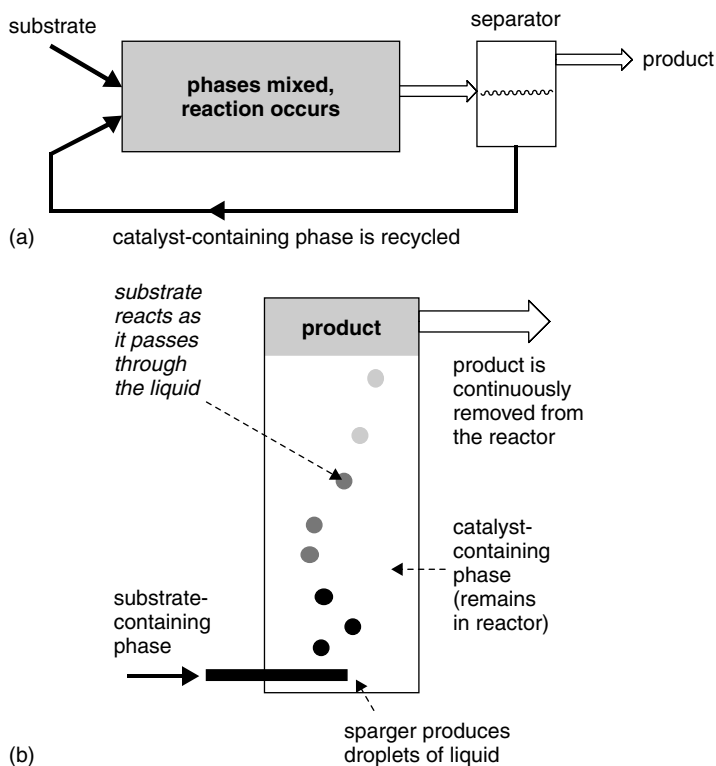 substrate
separator
phases mixed,
reaction occurs
product
(a)
catalyst-containing phase is recycled
substrate
reacts as
it passes
through
the liquid
product
product is
continuously
removed from
the reactor
catalyst-
containing
phase
(remains
in reactor)
substrate-
containing
phase
sparger produces
droplets of liquid
(b)